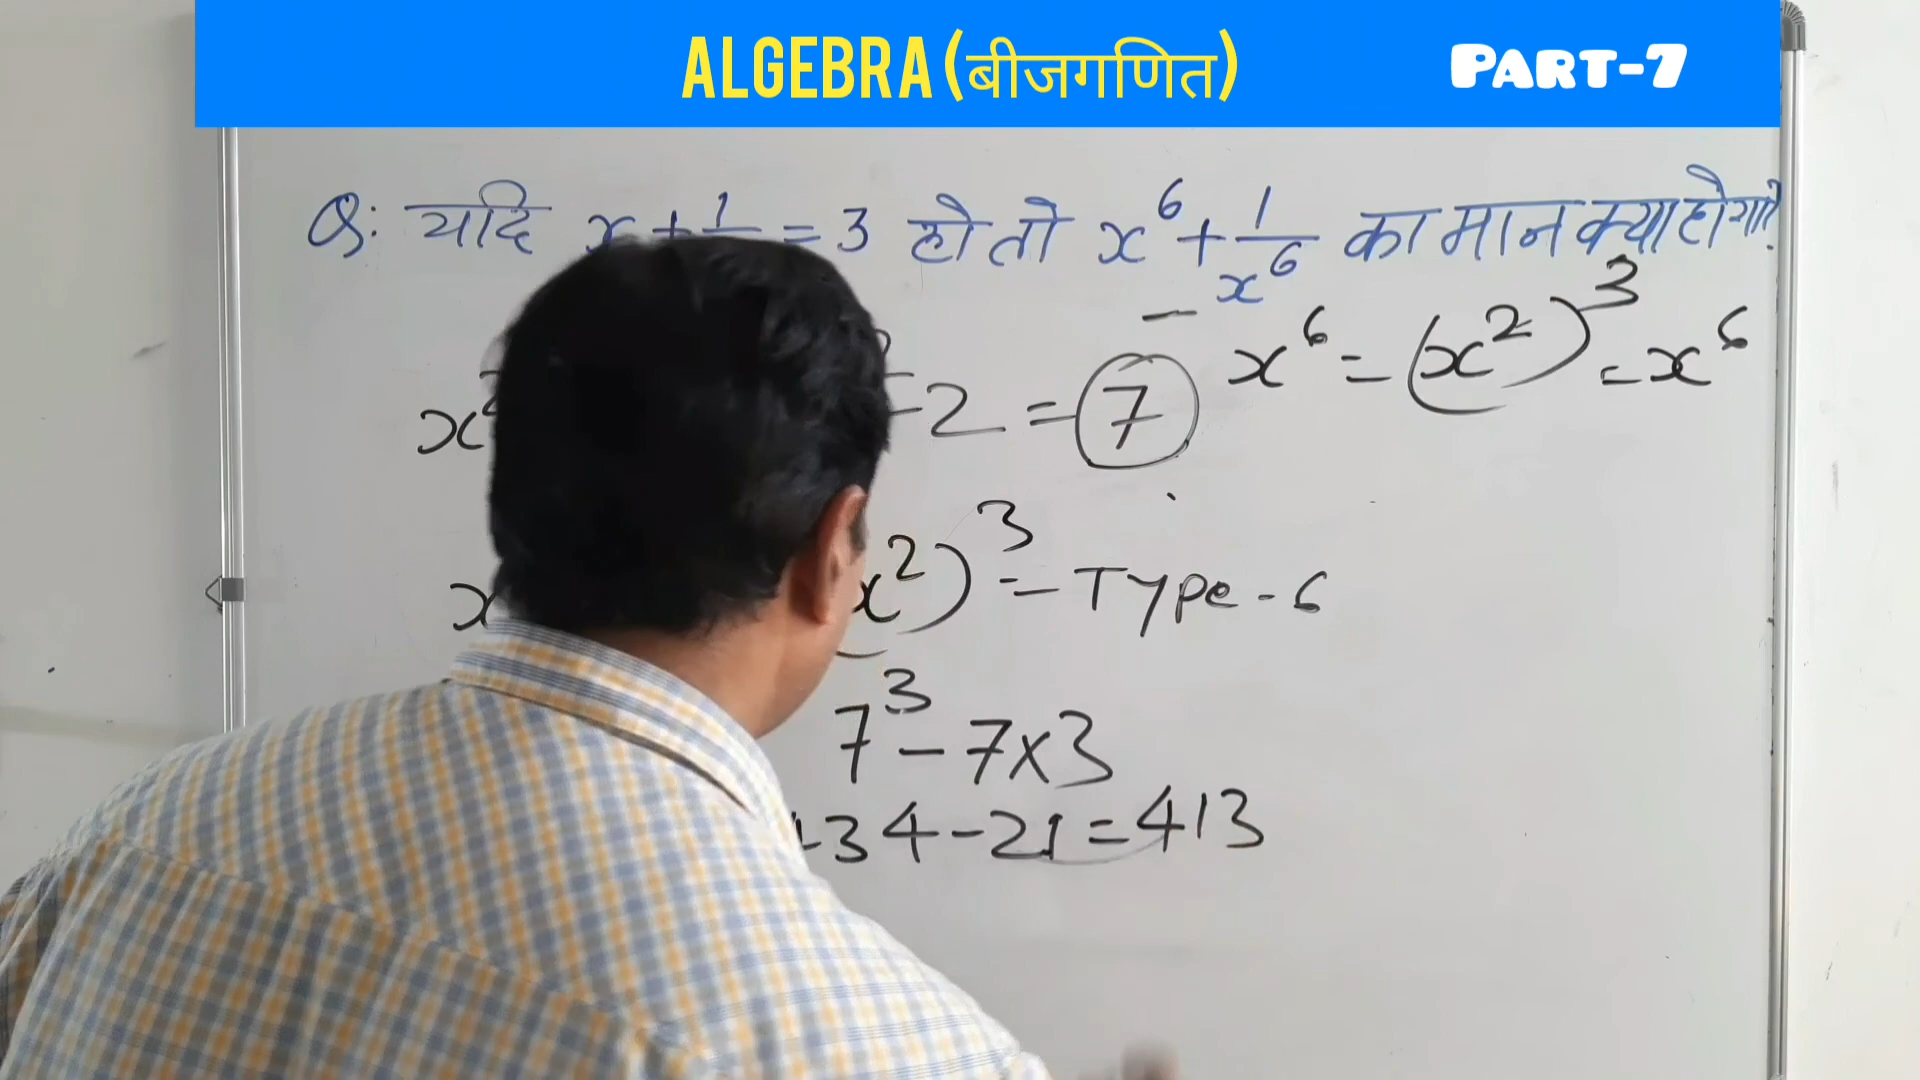 ALGEBRA (बीजगणित) PART-7
Q: यदि x + 1 = 3 हो तो x⁶ + 1/x⁶ का मान क्या होगा?
x² - 2 = 7 x⁶ = (x²)³ = x⁶
x x²)³ = Type-6
7³ - 7x3
34 - 21 = 413